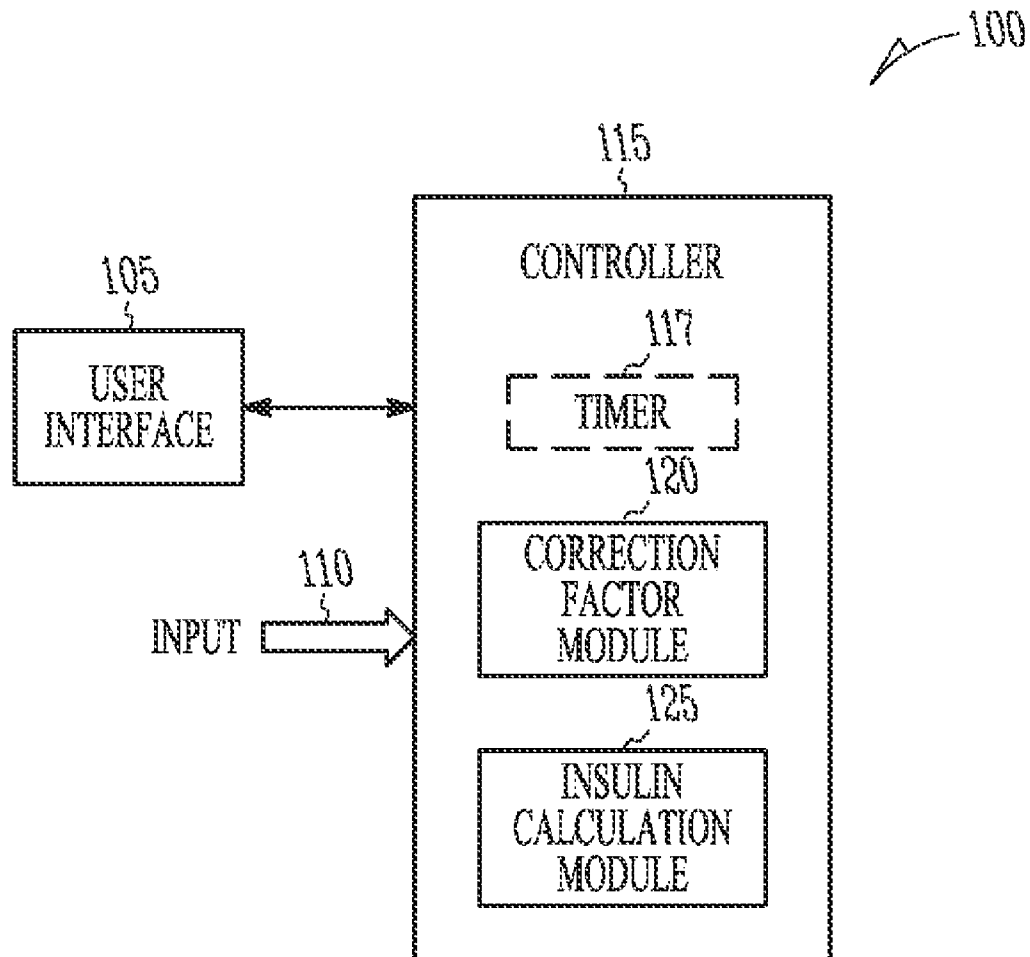 100
115
CONTROLLER
105
USER
INTERFACE
117
TIMER
120
CORRECTION
FACTOR
MODULE
110
INPUT
125
INSULIN
CALCULATION
MODULE